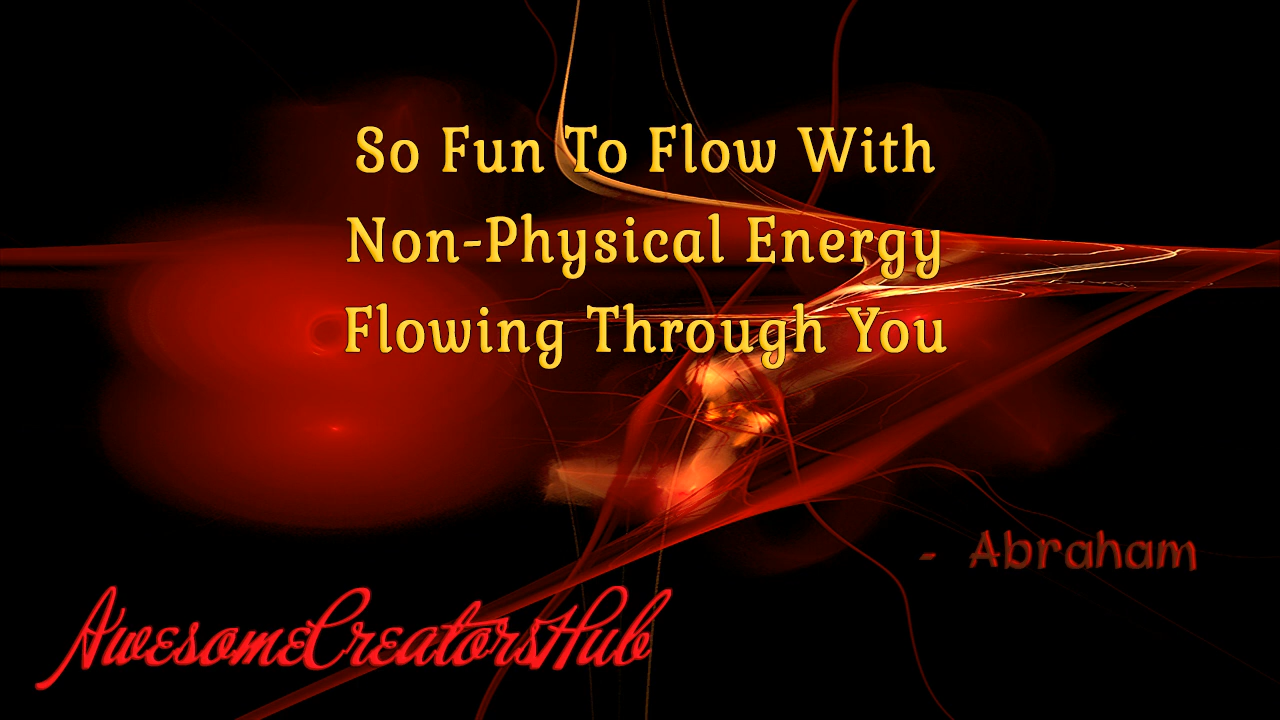 So Fun To Flow With
Non-Physical Energy
Flowing Through You
- Abraham
AwesomeCreatorsHub